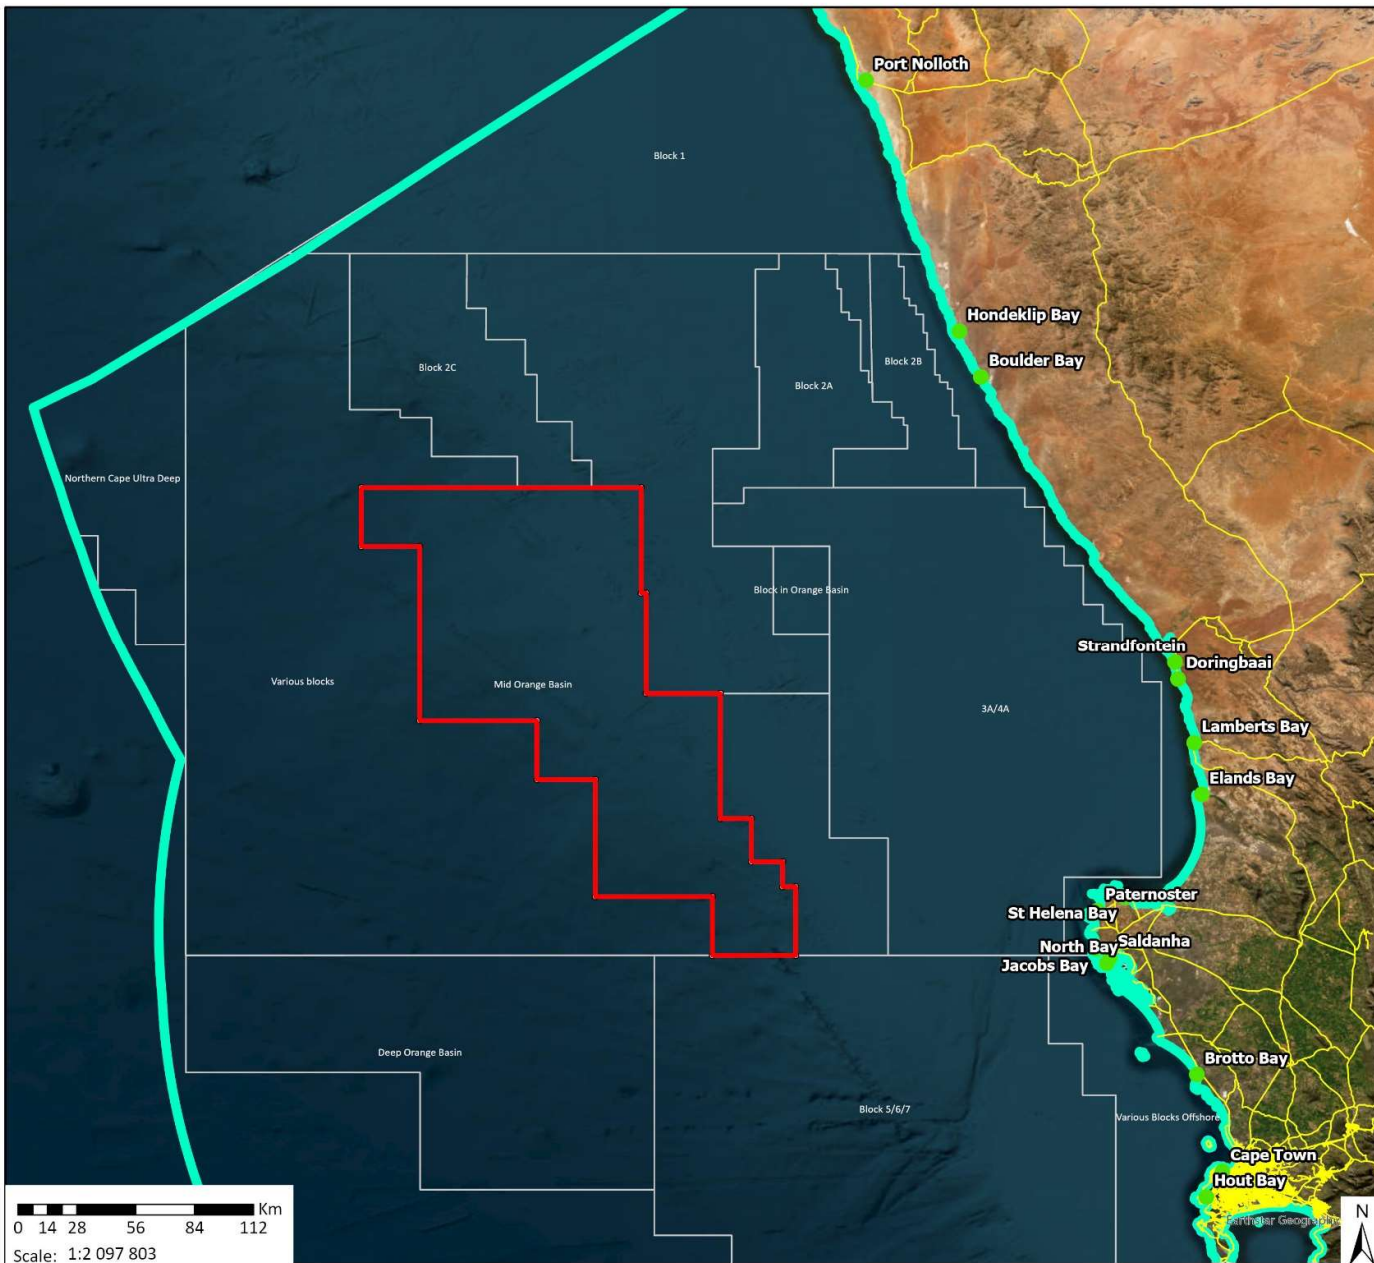 Port Nolloth
Block 1
Hondeklip Bay
Boulder Bay
Block 2B
Block 2C
Block 2A
Northern Cape Ultra Deep
Block in Orange Basin
Strandfontein
Doringbaai
Various blocks
Mid Orange Basin
3A/4A
Lamberts Bay
Elands Bay
Paternoster
St Helena Bay
North Bay
Saldanha
Jacobs Bay
Deep Orange Basin
Brotto Bay
Block 5/6/7
Various Blocks Offshore
Cape Town
Hout Bay
Km
0 14 28 56 84 112
Scale: 1:2 097 803
Earthstar Geographic
N